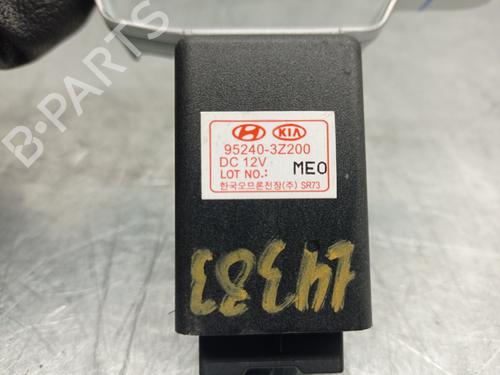 HYUNDAI KIA
95240-3Z200
DC 12V
LOT NO.: MEO
한국오므론전장(주) SR73
14383
B-PARTS